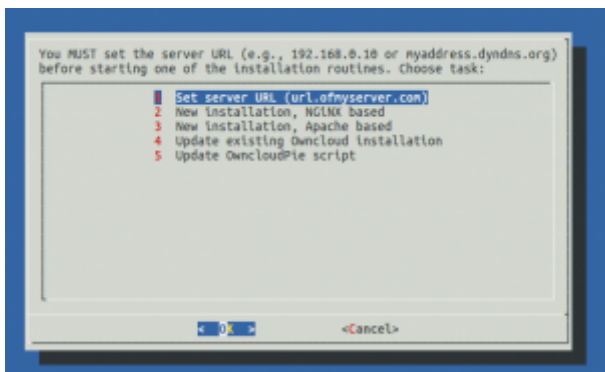 You MUST set the server URL (e.g., 192.168.0.10 or myaddress.dyndns.org)
before starting one of the installation routines. Choose task:
1 Set server URL (url.ofmyserver.com)
2 New installation, NGiNX based
3 New installation, Apache based
4 Update existing Owncloud installation
5 Update OwncloudPie script
< OK > <Cancel>